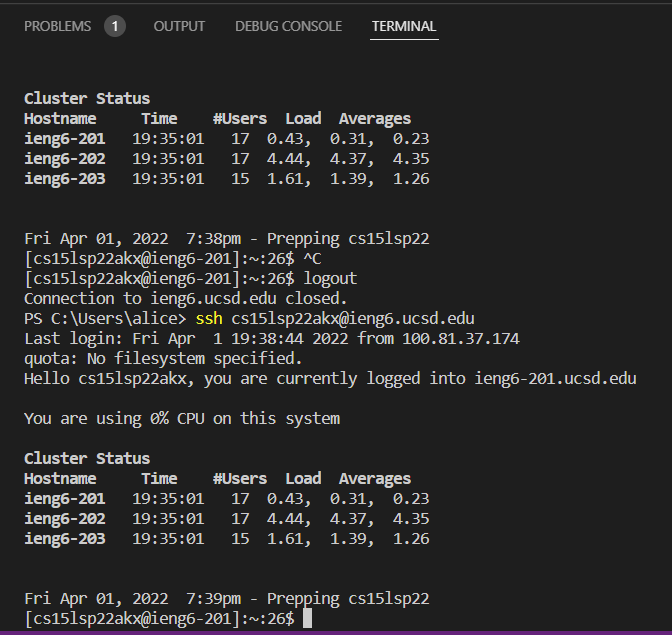 PROBLEMS 1 OUTPUT DEBUG CONSOLE TERMINAL
Cluster Status
Hostname Time #Users Load Averages
ieng6-201 19:35:01 17 0.43, 0.31, 0.23
ieng6-202 19:35:01 17 4.44, 4.37, 4.35
ieng6-203 19:35:01 15 1.61, 1.39, 1.26
Fri Apr 01, 2022 7:38pm - Prepping cs15lsp22
[cs15lsp22akx@ieng6-201]:~:26$ ^C
[cs15lsp22akx@ieng6-201]:~:26$ logout
Connection to ieng6.ucsd.edu closed.
PS C:\Users\alice> ssh cs15lsp22akx@ieng6.ucsd.edu
Last login: Fri Apr 1 19:38:44 2022 from 100.81.37.174
quota: No filesystem specified.
Hello cs15lsp22akx, you are currently logged into ieng6-201.ucsd.edu
You are using 0% CPU on this system
Cluster Status
Hostname Time #Users Load Averages
ieng6-201 19:35:01 17 0.43, 0.31, 0.23
ieng6-202 19:35:01 17 4.44, 4.37, 4.35
ieng6-203 19:35:01 15 1.61, 1.39, 1.26
Fri Apr 01, 2022 7:39pm - Prepping cs15lsp22
[cs15lsp22akx@ieng6-201]:~:26$